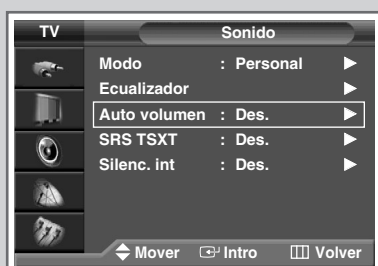 TV Sonido
Modo : Personal
Ecualizador
Auto volumen : Des.
SRS TSXT : Des.
Silenc. int : Des.
Mover Intro Volver